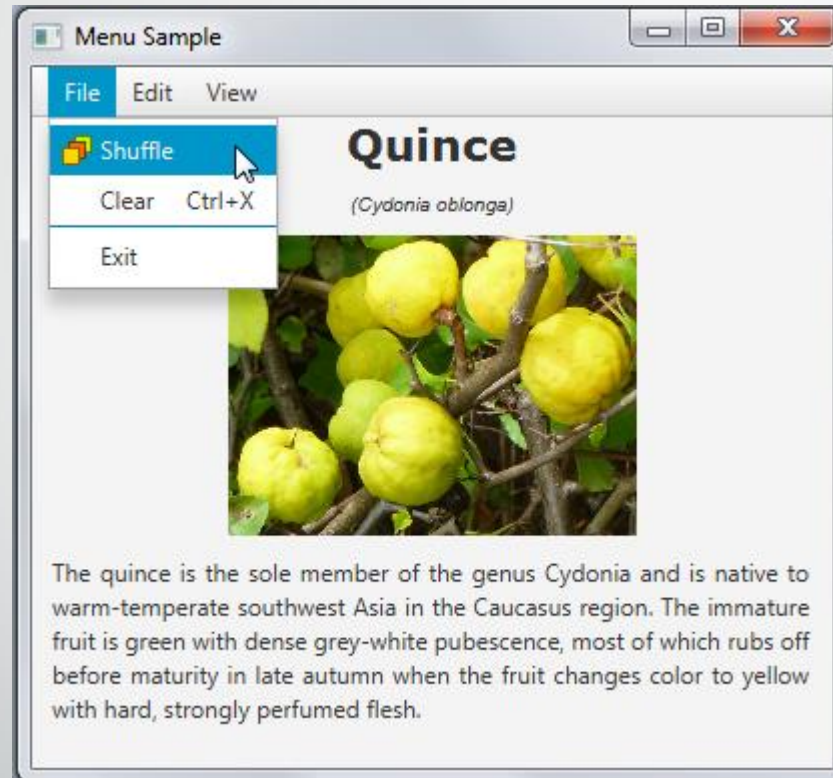 Menu Sample
File Edit View
Shuffle
Clear Ctrl+X
Exit
Quince
(Cydonia oblonga)
The quince is the sole member of the genus Cydonia and is native to
warm-temperate southwest Asia in the Caucasus region. The immature
fruit is green with dense grey-white pubescence, most of which rubs off
before maturity in late autumn when the fruit changes color to yellow
with hard, strongly perfumed flesh.